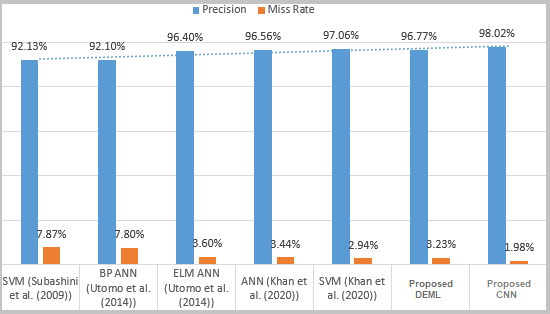 Precision Miss Rate
92.13% 92.10% 96.40% 96.56% 97.06% 96.77% 98.02%
7.87% 7.80% 3.60% 3.44% 2.94% 3.23% 1.98%
SVM (Subashini
et al. (2009))
BP ANN
(Utomo et al.
(2014))
ELM ANN
(Utomo et al.
(2014))
ANN (Khan et
al. (2020))
SVM (Khan et
al. (2020))
Proposed
DEML
Proposed
CNN